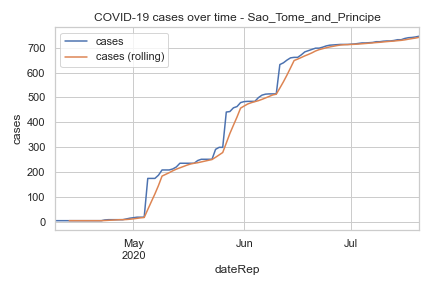 COVID-19 cases over time - Sao_Tome_and_Principe
cases
cases (rolling)
700
600
500
400
300
200
100
0
cases
May
2020
Jun
Jul
dateRep